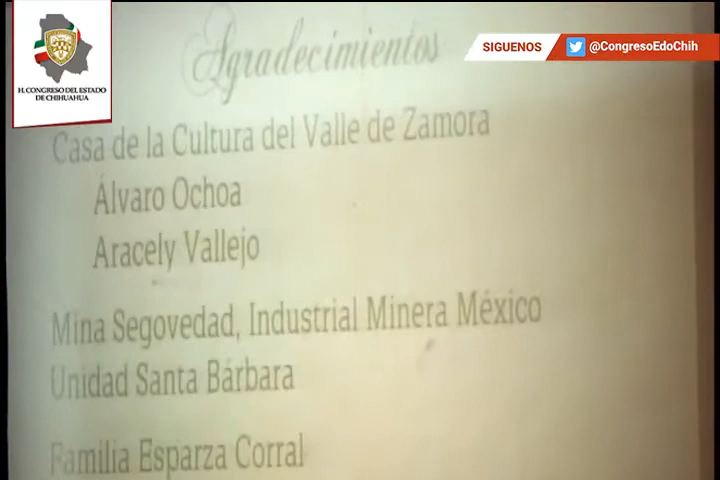 H. CONGRESO DEL ESTADO
DE CHIHUAHUA
SIGUENOS
@CongresoEdoChih
Agradecimientos
Casa de la Cultura del Valle de Zamora
Álvaro Ochoa
Aracely Vallejo
Mina Segovedad, Industrial Minera México
Unidad Santa Bárbara
Familia Esparza Corral